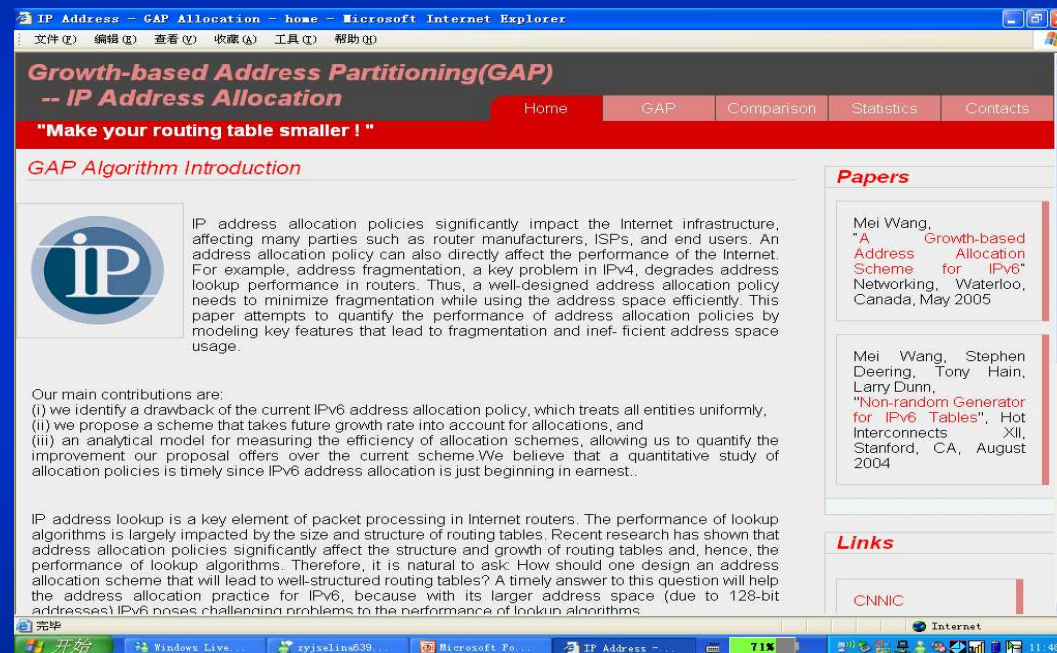 IP Address - GAP Allocation - home - Microsoft Internet Explorer
文件(F) 编辑(E) 查看(V) 收藏(A) 工具(T) 帮助(H)
Growth-based Address Partitioning(GAP)
-- IP Address Allocation
Home GAP Comparison Statistics Contacts
"Make your routing table smaller ! "
GAP Algorithm Introduction
iP
IP address allocation policies significantly impact the Internet infrastructure,
affecting many parties such as router manufacturers, ISPs, and end users. An
address allocation policy can also directly affect the performance of the Internet.
For example, address fragmentation, a key problem in IPv4, degrades address
lookup performance in routers. Thus, a well-designed address allocation policy
needs to minimize fragmentation while using the address space efficiently. This
paper attempts to quantify the performance of address allocation policies by
modeling key features that lead to fragmentation and inef- ficient address space
usage.
Our main contributions are:
(i) we identify a drawback of the current IPv6 address allocation policy, which treats all entities uniformly,
(ii) we propose a scheme that takes future growth rate into account for allocations, and
(iii) an analytical model for measuring the efficiency of allocation schemes, allowing us to quantify the
improvement our proposal offers over the current scheme.We believe that a quantitative study of
allocation policies is timely since IPv6 address allocation is just beginning in earnest..
IP address lookup is a key element of packet processing in Internet routers. The performance of lookup
algorithms is largely impacted by the size and structure of routing tables. Recent research has shown that
address allocation policies significantly affect the structure and growth of routing tables and, hence, the
performance of lookup algorithms. Therefore, it is natural to ask: How should one design an address
allocation scheme that will lead to well-structured routing tables? A timely answer to this question will help
the address allocation practice for IPv6, because with its larger address space (due to 128-bit
addresses) IPv6 poses challenging problems to the performance of lookup algorithms
Papers
Mei Wang,
"A Growth-based
Address Allocation
Scheme for IPv6"
Networking, Waterloo,
Canada, May 2005
Mei Wang, Stephen
Deering, Tony Hain,
Larry Dunn,
"Non-random Generator
for IPv6 Tables", Hot
Interconnects XII,
Stanford, CA, August
2004
Links
CNNIC
完毕 Internet
开始 Windows Live... ryjselina639... Microsoft Po... IP Address -... 71% 11:48